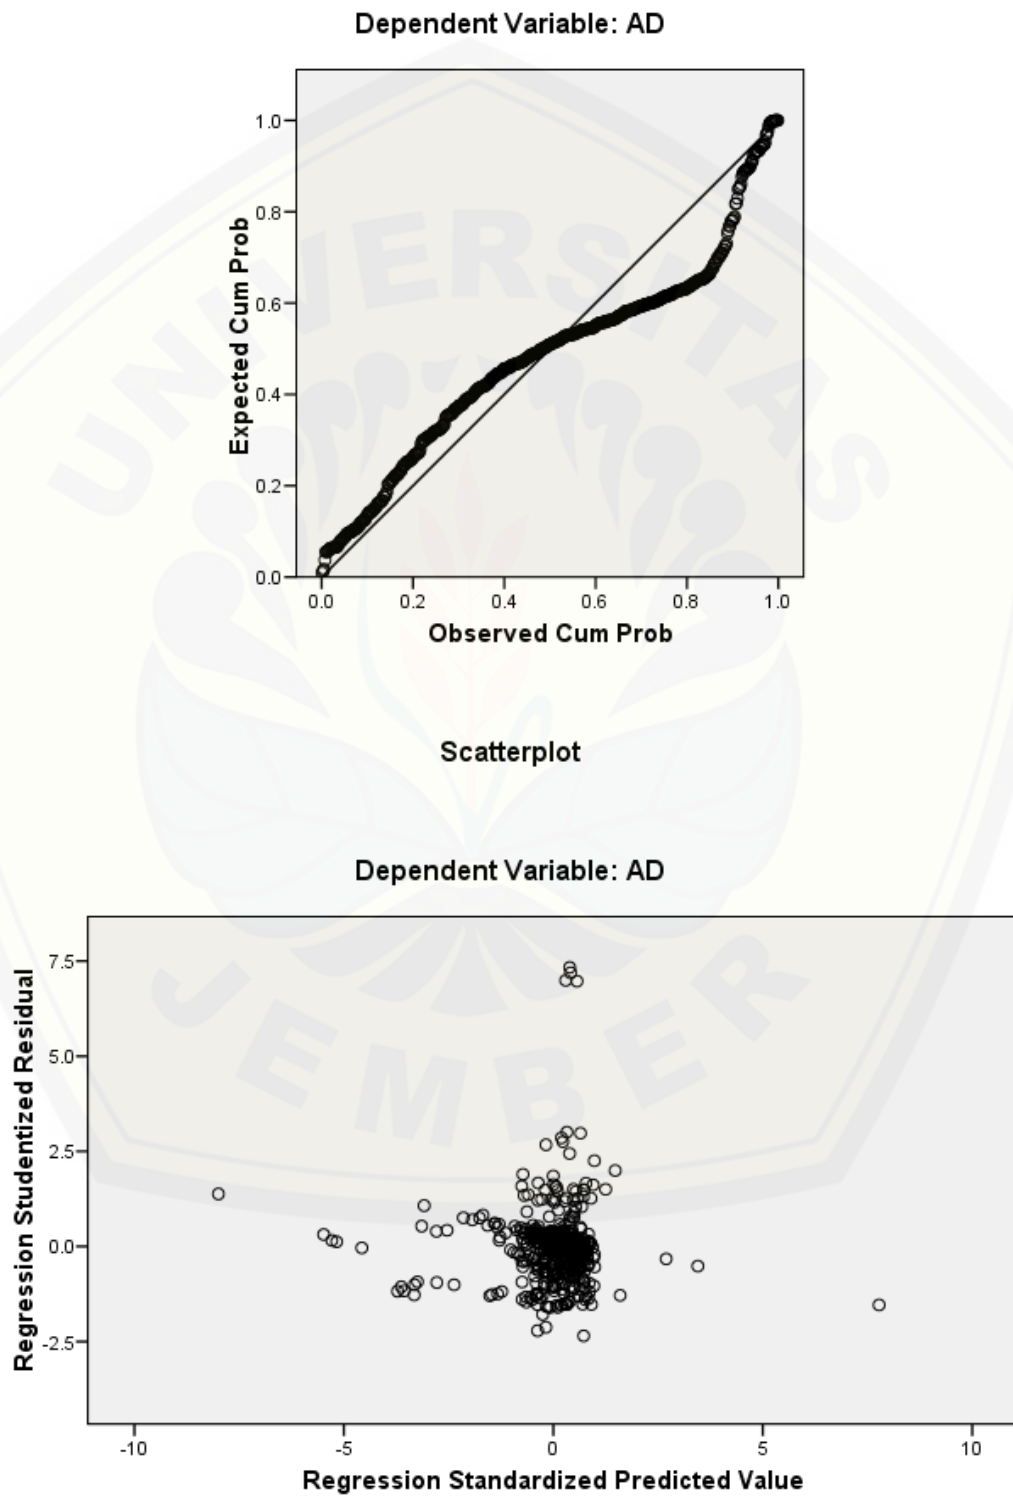 Dependent Variable: AD
1.0
0.8
0.6
0.4
0.2
0.0
Expected Cum Prob
0.0 0.2 0.4 0.6 0.8 1.0
Observed Cum Prob
UNIVERSITAS
Scatterplot
Dependent Variable: AD
7.5
5.0
2.5
0.0
-2.5
Regression Studentized Residual
JEMBER
-10 -5 0 5 10
Regression Standardized Predicted Value